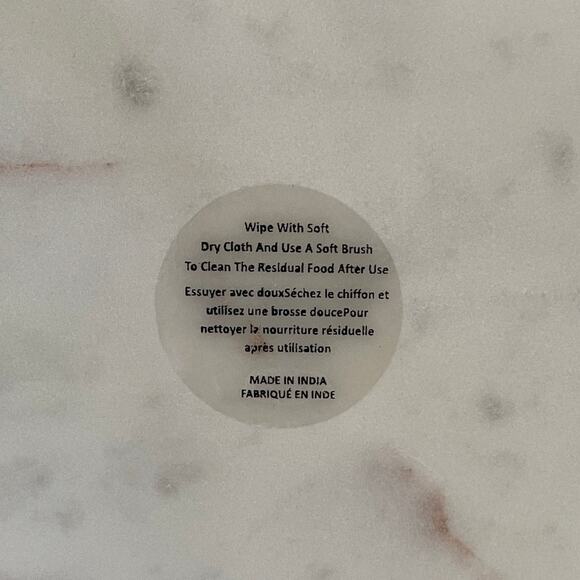 Wipe With Soft
Dry Cloth And Use A Soft Brush
To Clean The Residual Food After Use
Essuyer avec douxSéchez le chiffon et
utilisez une brosse doucePour
nettoyer la nourriture résiduelle
après utilisation
MADE IN INDIA
FABRIQUÉ EN INDE